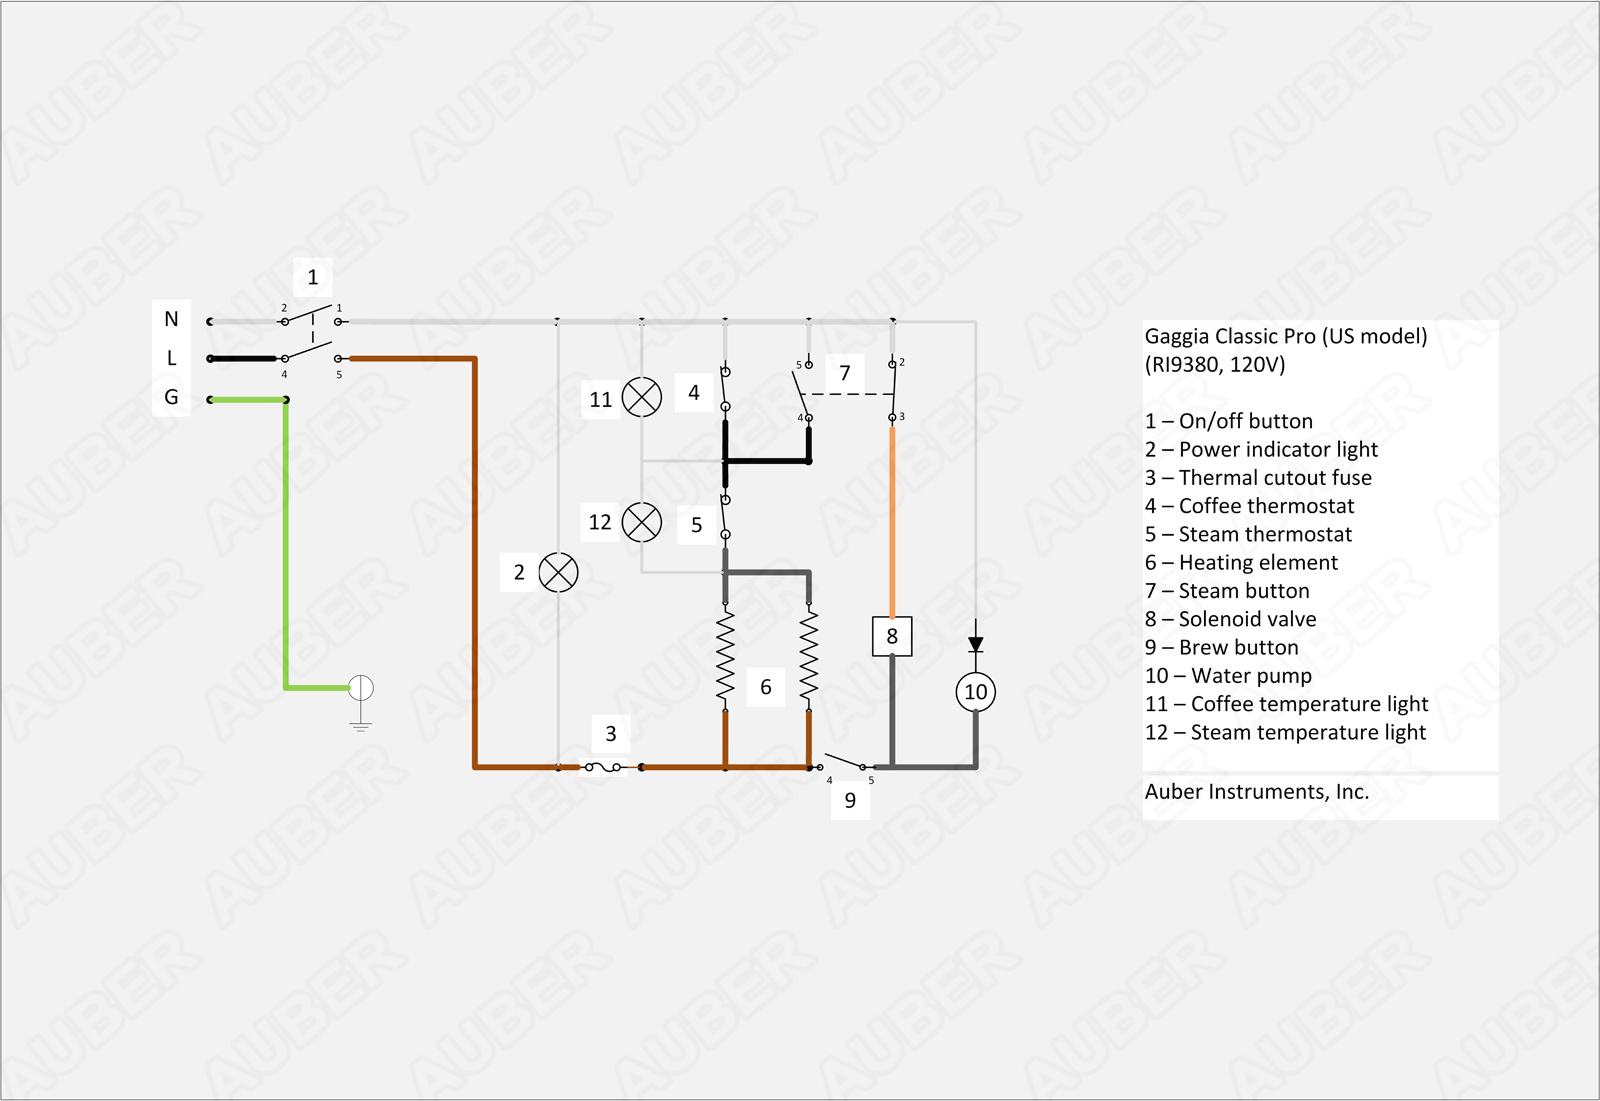 1
N
2
1
L
4
5
G
11
4
5
7
2
4
3
12
5
2
8
6
10
3
4
5
9
Gaggia Classic Pro (US model)
(RI9380, 120V)
1 – On/off button
2 – Power indicator light
3 – Thermal cutout fuse
4 – Coffee thermostat
5 – Steam thermostat
6 – Heating element
7 – Steam button
8 – Solenoid valve
9 – Brew button
10 – Water pump
11 – Coffee temperature light
12 – Steam temperature light
Auber Instruments, Inc.
AUBER